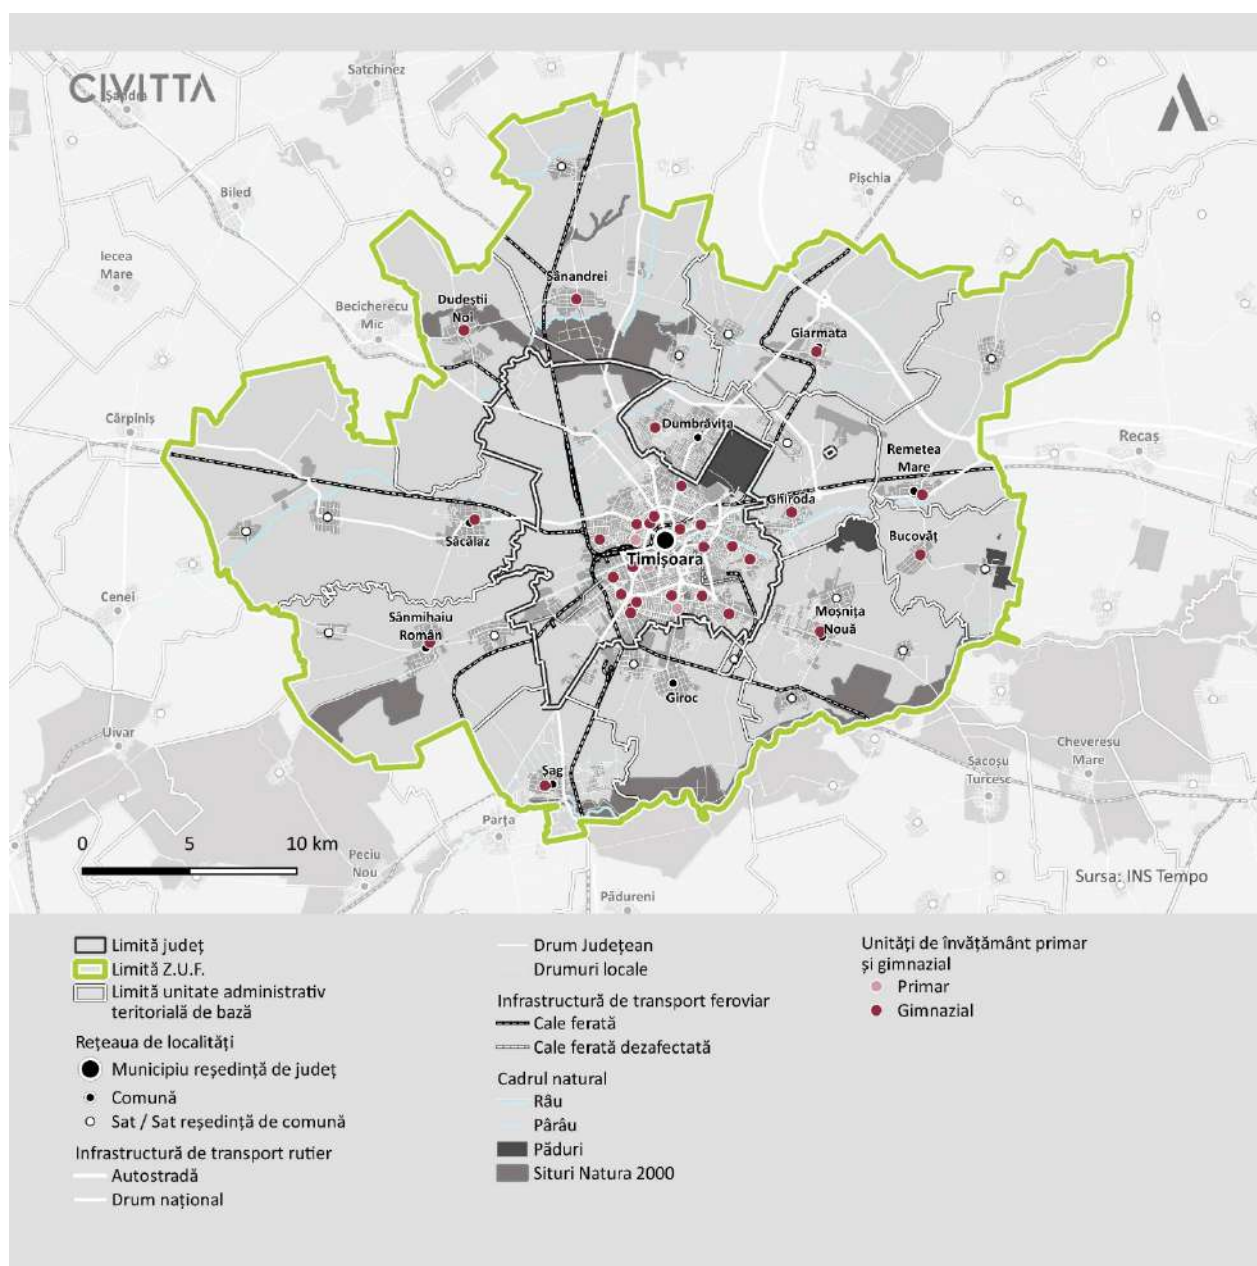 CIVITTA
Satchinez
Șandra
Pișchia
Biled
Iecea
Mare
Sânandrei
Dudeștii
Noi
Becicherecu
Mic
Giarmata
Cărpiniș
Dumbrăvița
Recaș
Remetea
Mare
Ghiroda
Săcălaz
Bucovăț
Timișoara
Cenei
Sânmihaiu
Român
Moșnița
Nouă
Giroc
Uivar
Cheveresu
Mare
Sacoșu
Turcesc
Șag
Parța
0 5 10 km
Peciu
Nou
Sursa: INS Tempo
Pădureni
Limită județ
Limită Z.U.F.
Limită unitate administrativ
teritorială de bază
Rețeaua de localități
Municipiu reședință de județ
Comună
Sat / Sat reședință de comună
Infrastructură de transport rutier
Autostradă
Drum național
Drum Județean
Drumuri locale
Infrastructură de transport feroviar
Cale ferată
Cale ferată dezafectată
Cadrul natural
Râu
Pârâu
Păduri
Situri Natura 2000
Unități de învățământ primar
și gimnazial
Primar
Gimnazial